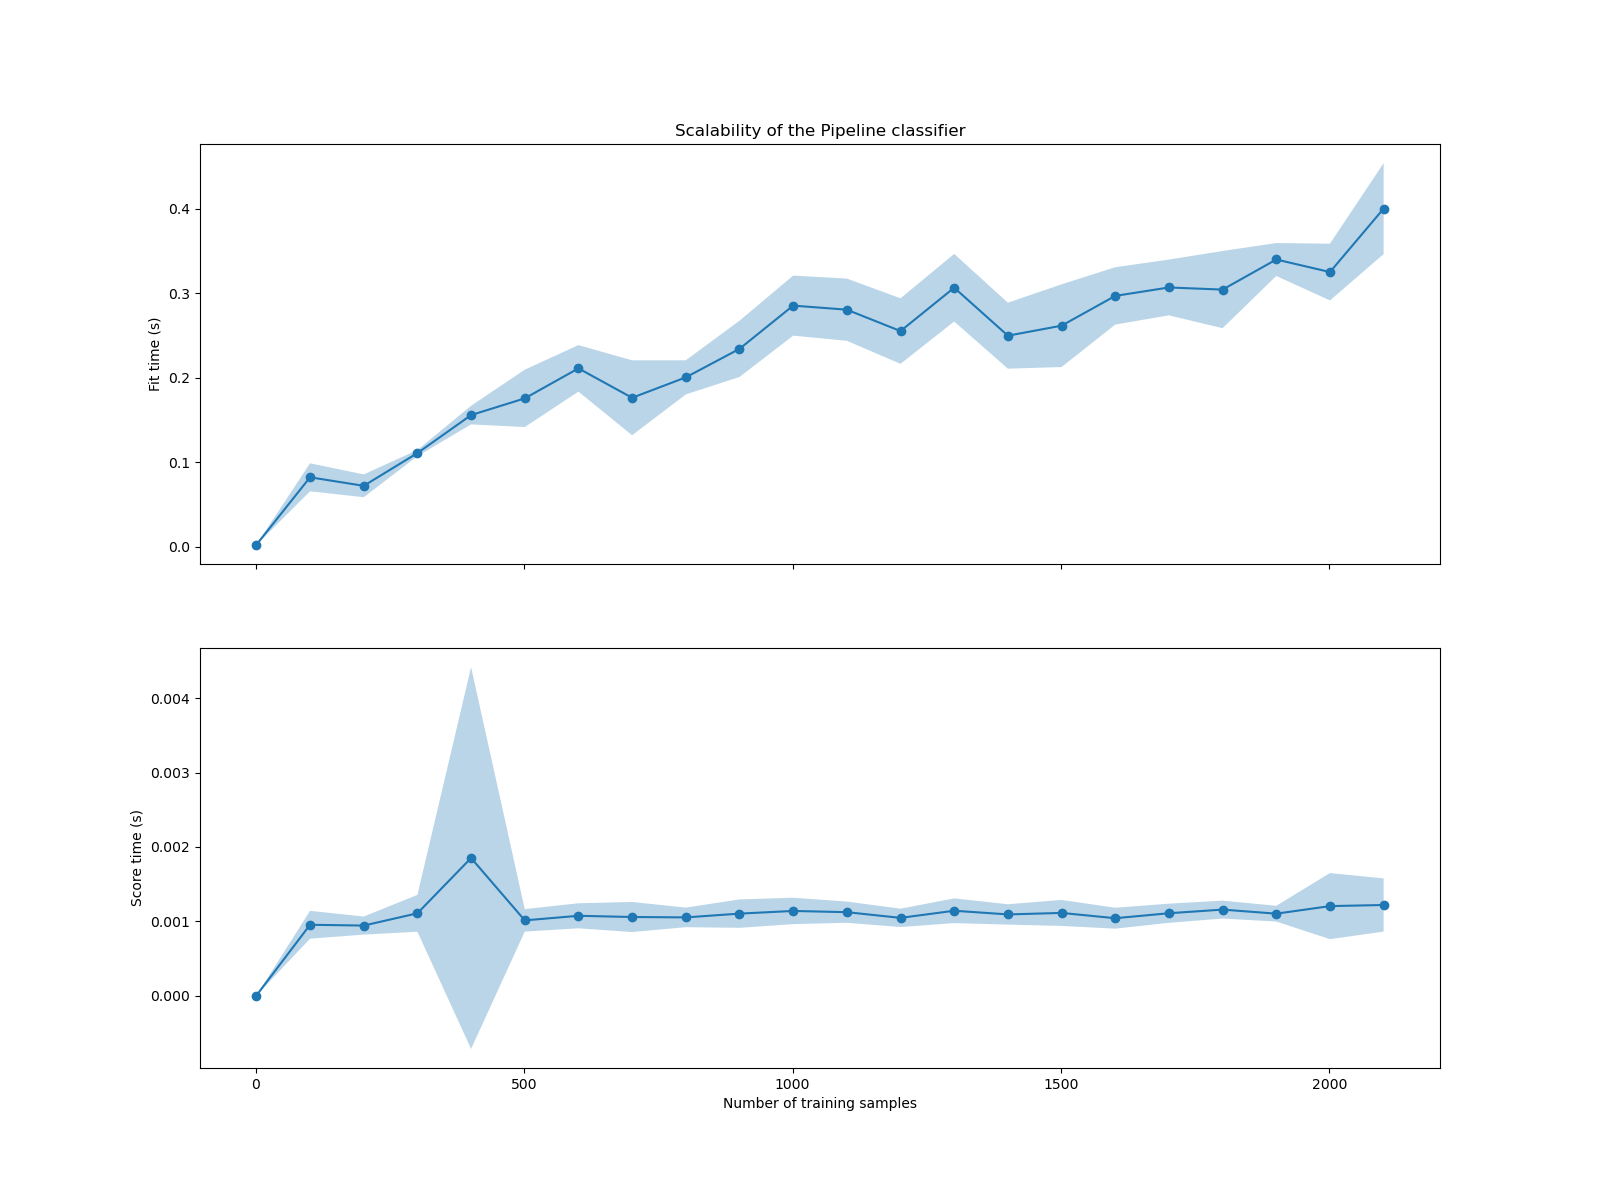 Scalability of the Pipeline classifier
0.4
0.3
0.2
0.1
0.0
Fit time (s)
0.004
0.003
0.002
0.001
0.000
Score time (s)
0 500 1000 1500 2000
Number of training samples